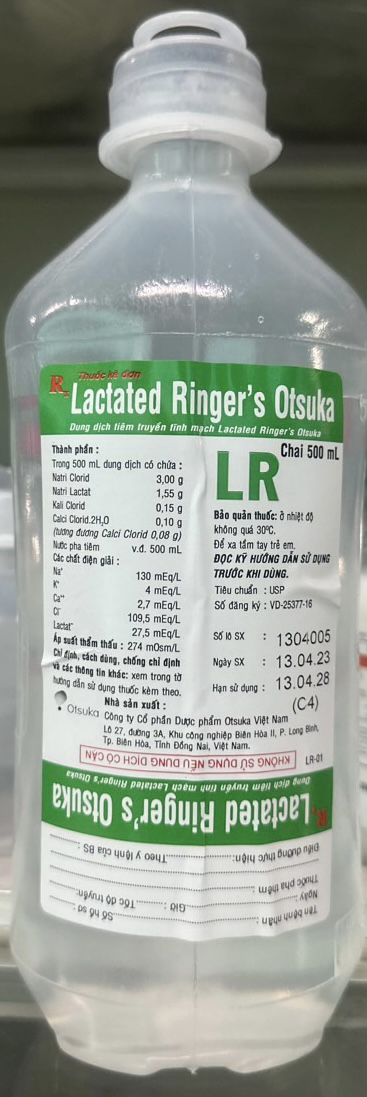 Rx Thuốc kê đơn
Lactated Ringer's Otsuka
Dung dịch tiêm truyền tĩnh mạch Lactated Ringer's Otsuka
Thành phần :
Trong 500 mL dung dịch có chứa :
Natri Clorid 3,00 g
Natri Lactat 1,55 g
Kali Clorid 0,15 g
Calci Clorid.2H₂O 0,10 g
(tương đương Calci Clorid 0,08 g)
Nước pha tiêm v.đ. 500 mL
Các chất điện giải :
Na⁺ 130 mEq/L
K⁺ 4 mEq/L
Ca⁺⁺ 2,7 mEq/L
Cl⁻ 109,5 mEq/L
Lactat⁻ 27,5 mEq/L
Áp suất thẩm thấu : 274 mOsm/L
Chỉ định, cách dùng, chống chỉ định
và các thông tin khác: xem trong tờ
hướng dẫn sử dụng thuốc kèm theo.
Chai 500 mL
LR
Bảo quản thuốc: ở nhiệt độ
không quá 30ºC.
Để xa tầm tay trẻ em.
ĐỌC KỸ HƯỚNG DẪN SỬ DỤNG
TRƯỚC KHI DÙNG.
Tiêu chuẩn : USP
Số đăng ký : VD-25377-16
Số lô SX : 1304005
Ngày SX : 13.04.23
Hạn sử dụng : 13.04.28
(C4)
Nhà sản xuất :
Otsuka Công ty Cổ phần Dược phẩm Otsuka Việt Nam
Lô 27, đường 3A, Khu công nghiệp Biên Hòa II, P. Long Bình,
Tp. Biên Hòa, Tỉnh Đồng Nai, Việt Nam.
KHÔNG SỬ DỤNG NẾU DUNG DỊCH CÓ CẶN
LR-01
Rx Lactated Ringer's Otsuka
Dung dịch tiêm truyền tĩnh mạch Lactated Ringer's Otsuka
Tên bệnh nhân : Số hồ sơ :
Ngày : Giờ : Tốc độ truyền :
Thuốc pha thêm :
Điều dưỡng thực hiện: Theo y lệnh của BS :